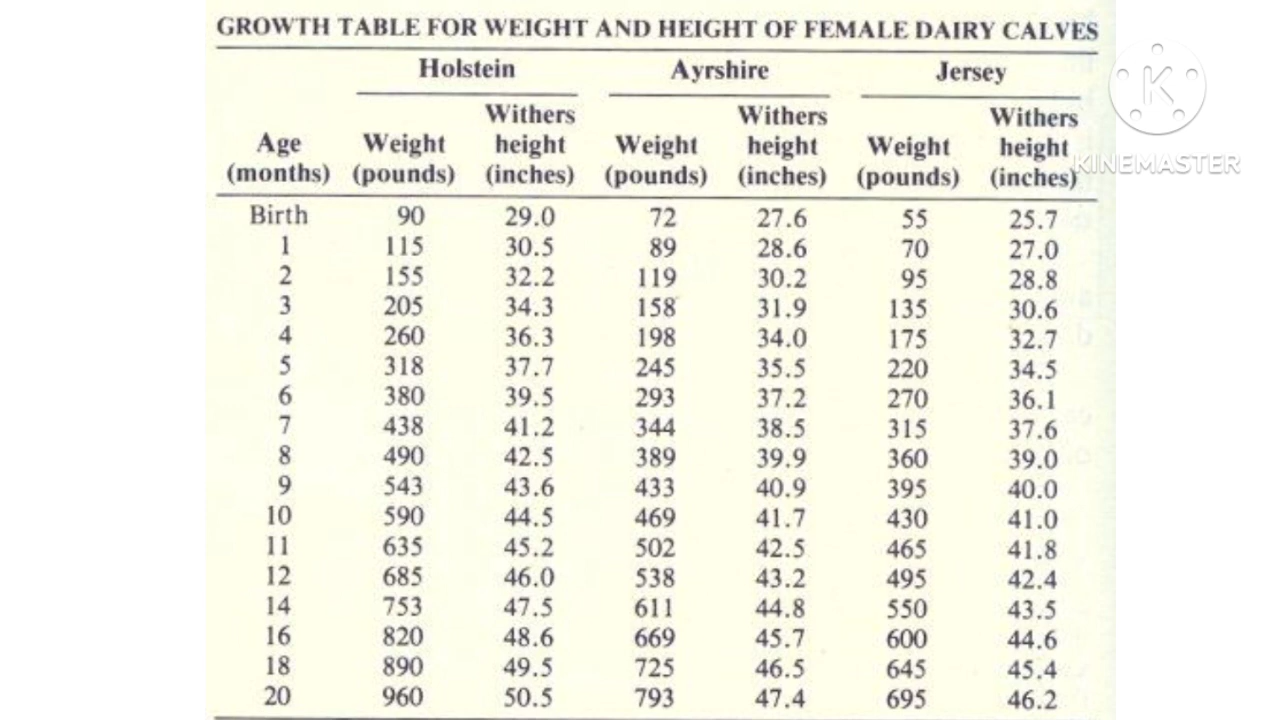 GROWTH TABLE FOR WEIGHT AND HEIGHT OF FEMALE DAIRY CALVES
Holstein Ayrshire Jersey
Withers Withers Withers
Age Weight height Weight height Weight height
(months) (pounds) (inches) (pounds) (inches) (pounds) (inches)
Birth 90 29.0 72 27.6 55 25.7
1 115 30.5 89 28.6 70 27.0
2 155 32.2 119 30.2 95 28.8
3 205 34.3 158 31.9 135 30.6
4 260 36.3 198 34.0 175 32.7
5 318 37.7 245 35.5 220 34.5
6 380 39.5 293 37.2 270 36.1
7 438 41.2 344 38.5 315 37.6
8 490 42.5 389 39.9 360 39.0
9 543 43.6 433 40.9 395 40.0
10 590 44.5 469 41.7 430 41.0
11 635 45.2 502 42.5 465 41.8
12 685 46.0 538 43.2 495 42.4
14 753 47.5 611 44.8 550 43.5
16 820 48.6 669 45.7 600 44.6
18 890 49.5 725 46.5 645 45.4
20 960 50.5 793 47.4 695 46.2
K
KINEMASTER